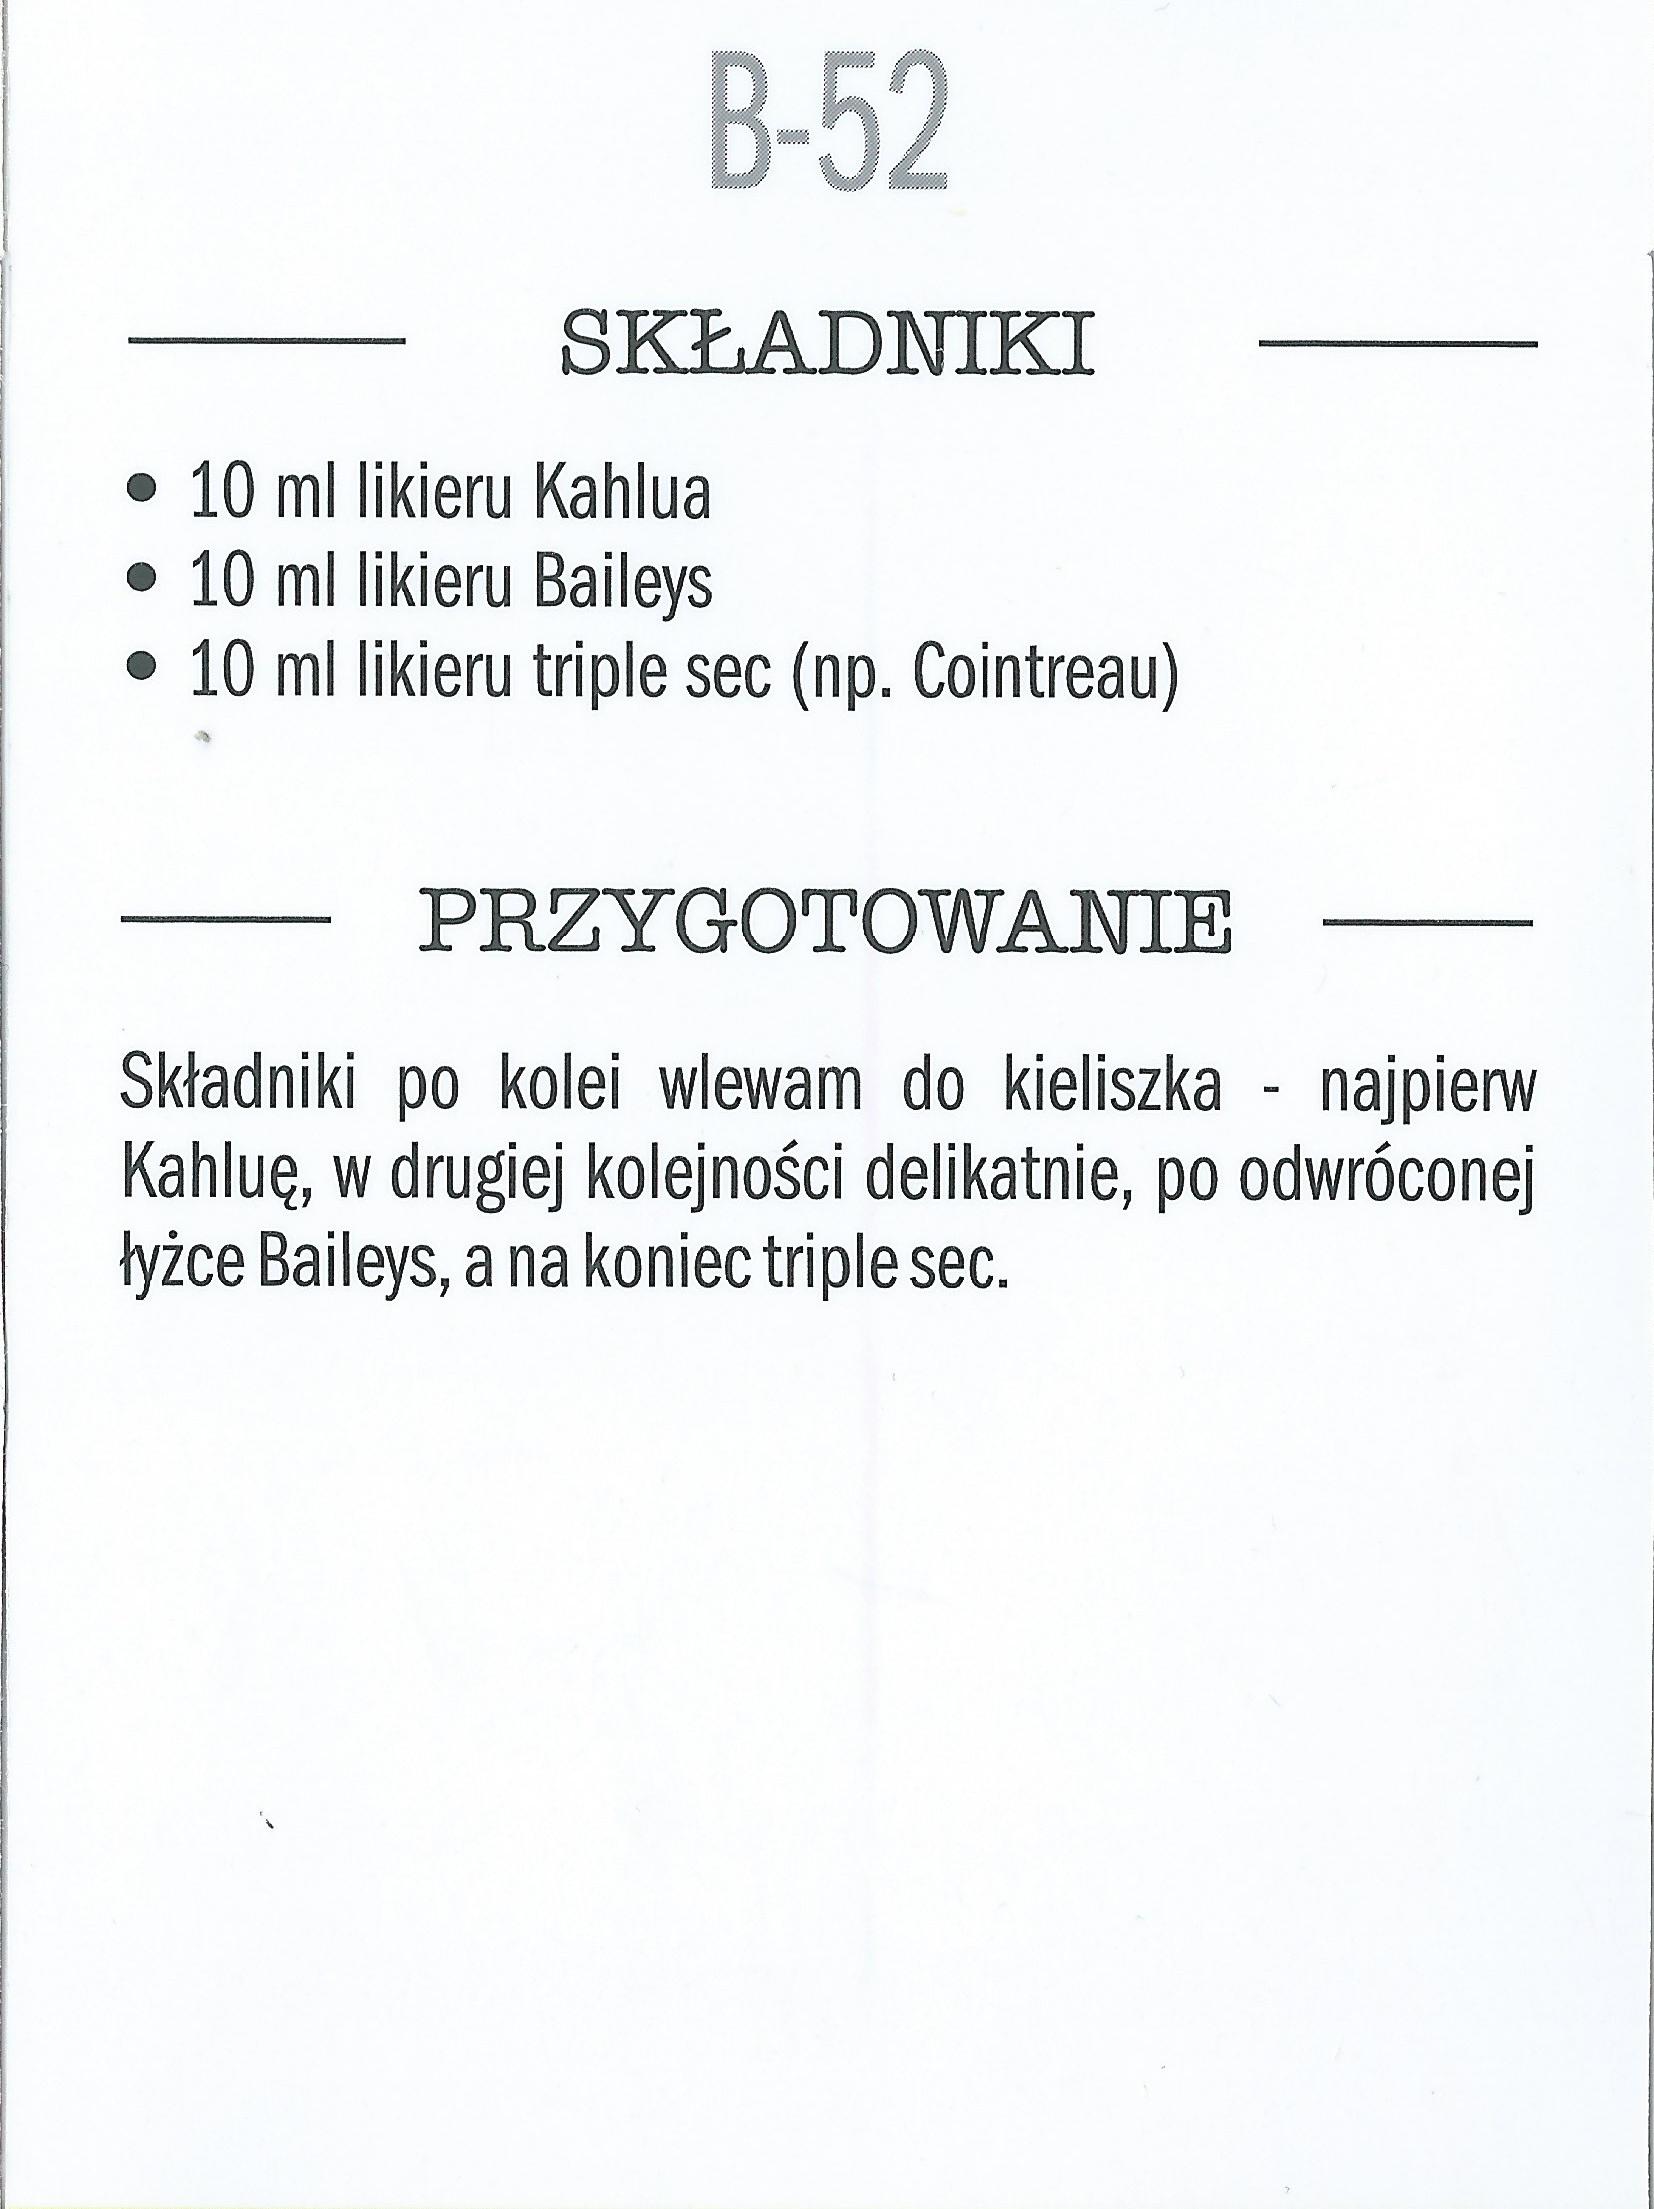 B-52
SKŁADNIKI
• 10 ml likieru Kahlua
• 10 ml likieru Baileys
• 10 ml likieru triple sec (np. Cointreau)
PRZYGOTOWANIE
Składniki po kolei wlewam do kieliszka - najpierw
Kahluę, w drugiej kolejności delikatnie, po odwróconej
łyżce Baileys, a na koniec triple sec.